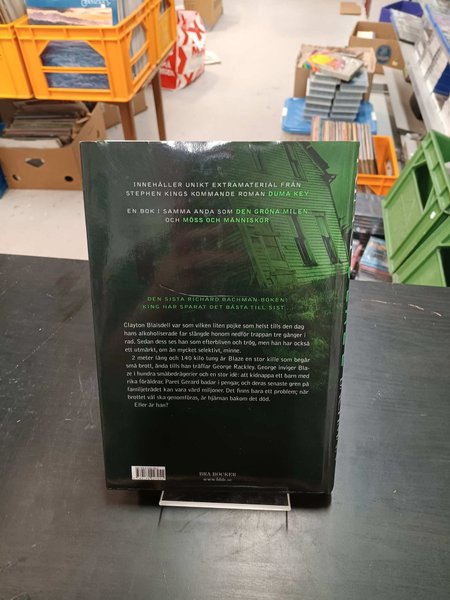 INNEHÅLLER UNIKT EXTRAMATERIAL FRÅN
STEPHEN KINGS KOMMANDE ROMAN DUMA KEY
EN BOK I SAMMA ANDA SOM DEN GRÖNA MILEN
OCH MÖSS OCH MÄNNISKOR
DEN SISTA RICHARD BACHMAN-BOKEN!
KING HAR SPARAT DET BÄSTA TILL SIST
Clayton Blaisdell var som vilken liten pojke som helst tills den dag
hans alkoholiserade far slängde honom nedför trappan tre gånger i
rad. Sedan dess ses han som efterbliven och trög, men han har också
ett utmärkt, om än mycket selektivt, minne.
2 meter lång och 140 kilo tung är Blaze en stor kille som begår
små brott, ända tills han träffar George Rackley. George inviger Bla-
ze i hundra småbedrägerier och en stor idé: att kidnappa ett barn med
rika föräldrar. Paret Gerard badar i pengar, och deras senaste gren på
familjeträdet kan vara värd miljoner. Det finns bara ett problem; när
brottet väl ska genomföras, är hjärnan bakom det död.
Eller är han?
BRA BÖCKER
www.bbb.se